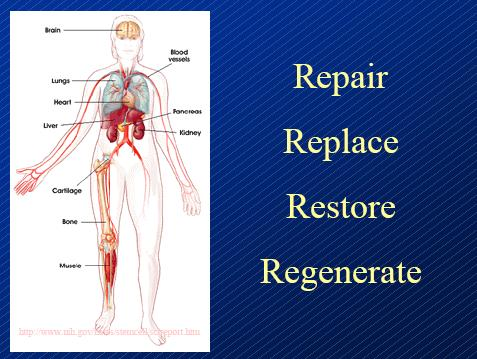 Brain
Blood
vessels
Lungs
Heart
Pancreas
Liver
Kidney
Cartilage
Bone
Muscle
Repair
Replace
Restore
Regenerate